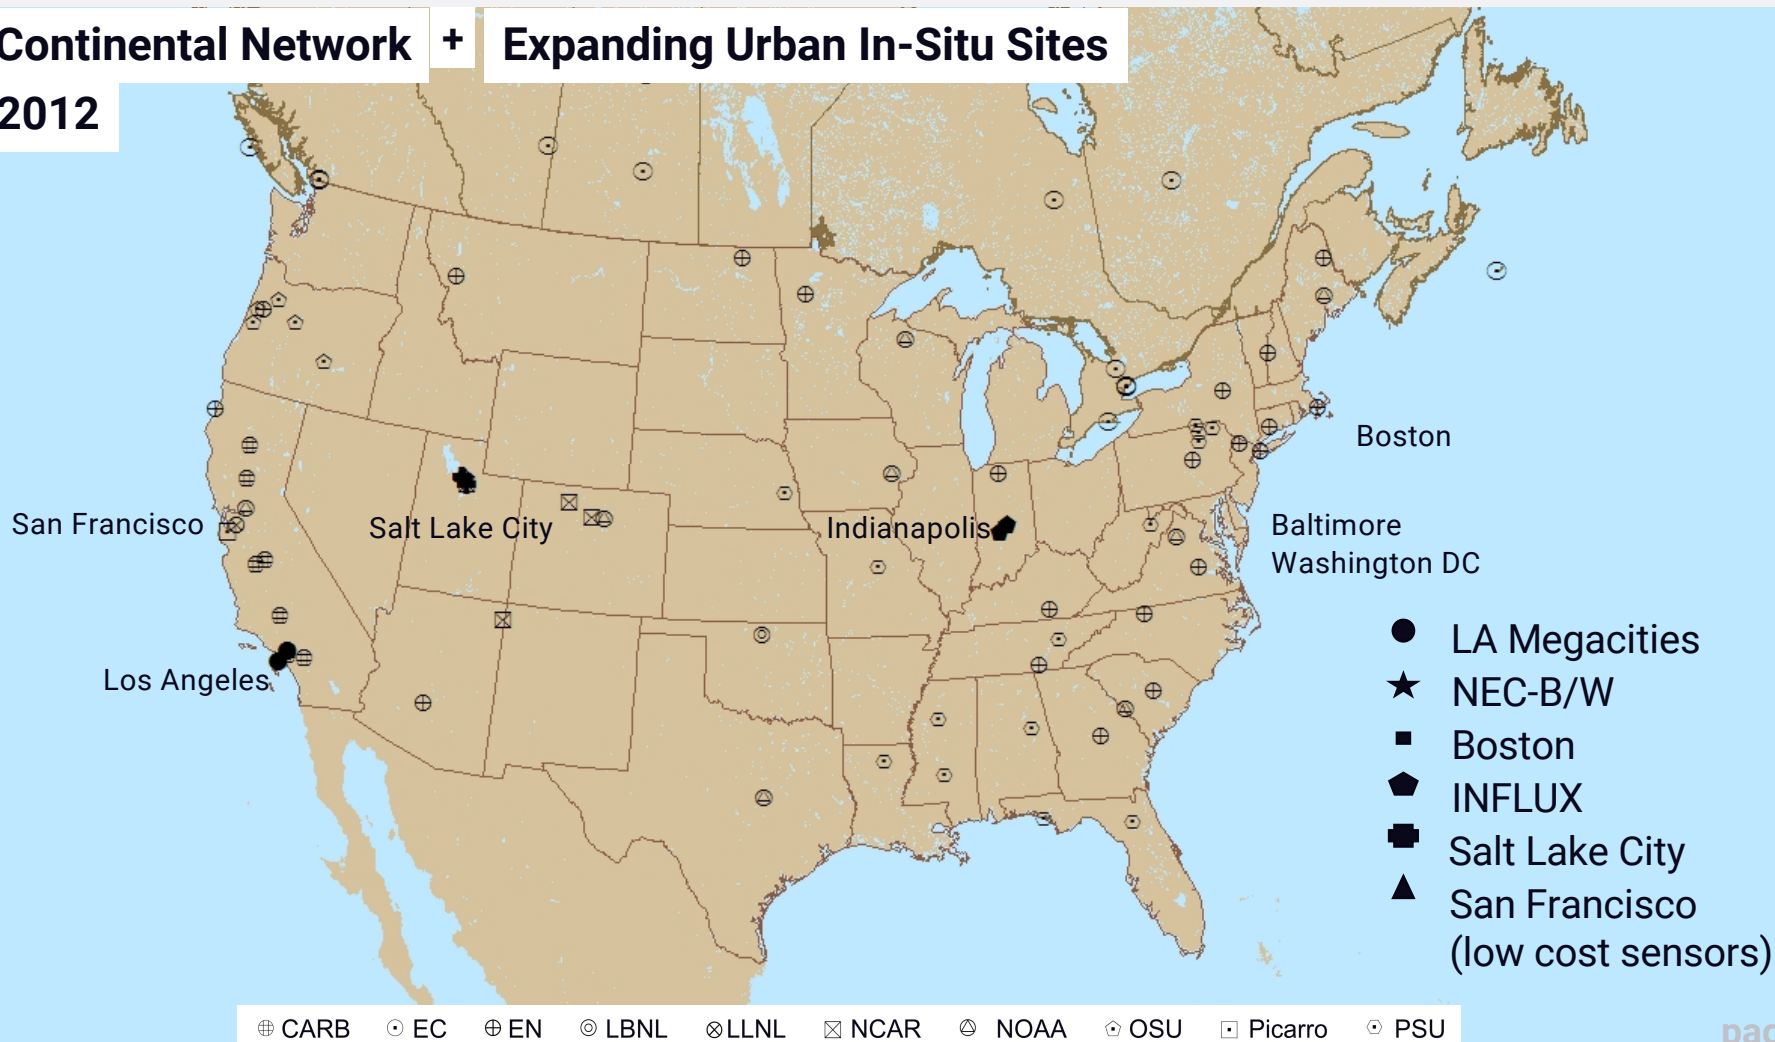 Continental Network + Expanding Urban In-Situ Sites
2012
Boston
San Francisco
Salt Lake City
Indianapolis
Baltimore
Washington DC
Los Angeles
LA Megacities
NEC-B/W
Boston
INFLUX
Salt Lake City
San Francisco
(low cost sensors)
CARB EC EN LBNL LLNL NCAR NOAA OSU Picarro PSU